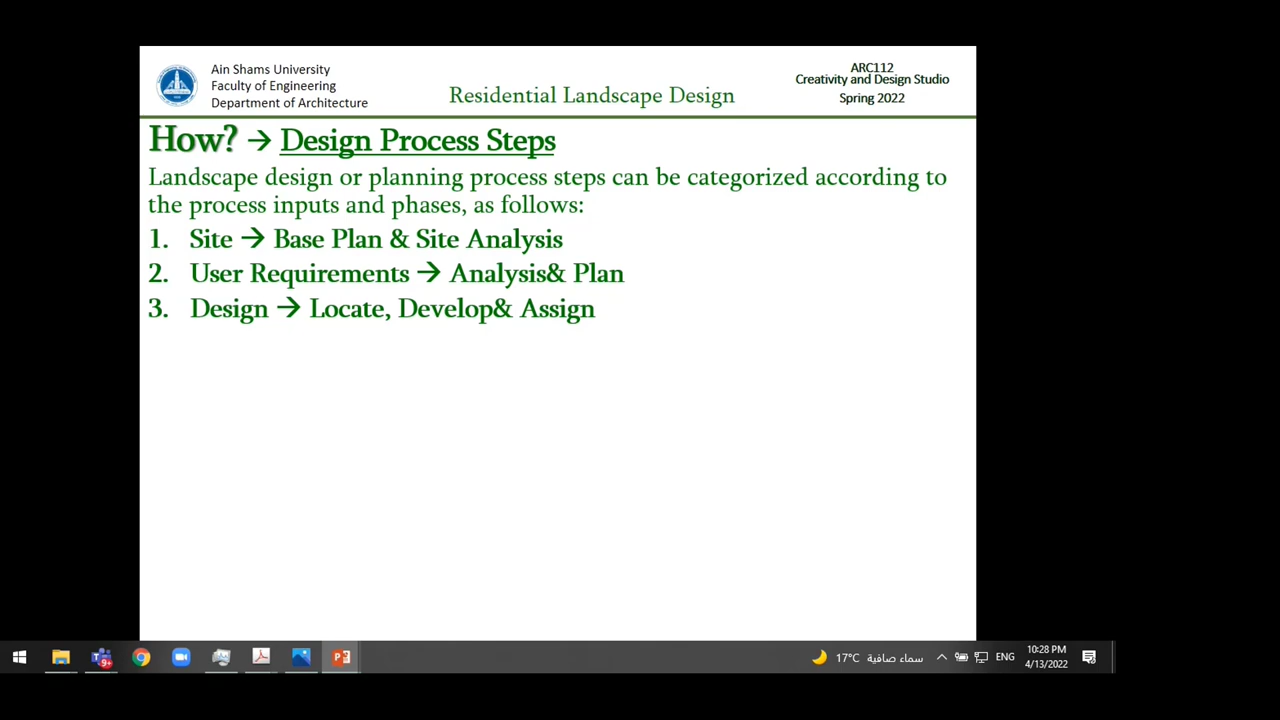 Ain Shams University
Faculty of Engineering
Department of Architecture
Residential Landscape Design
ARC112
Creativity and Design Studio
Spring 2022
How? → Design Process Steps
Landscape design or planning process steps can be categorized according to
the process inputs and phases, as follows:
1. Site → Base Plan & Site Analysis
2. User Requirements → Analysis& Plan
3. Design → Locate, Develop& Assign
9+
17°C سماء صافية
ENG
10:28 PM
4/13/2022